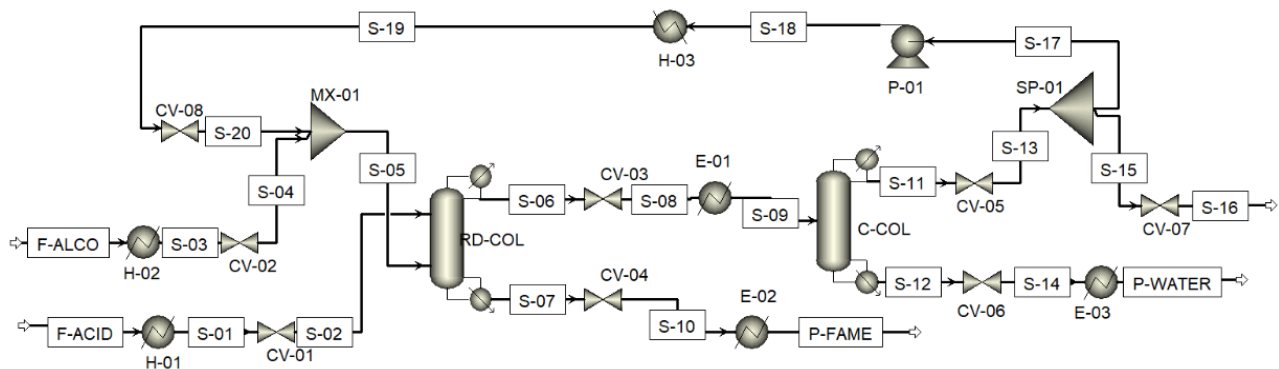 S-19
H-03
S-18
P-01
S-17
SP-01
MX-01
CV-08
S-20
S-04
S-05
S-13
S-15
E-01
CV-03
S-06
S-08
S-09
S-11
CV-05
CV-07
S-16
F-ALCO
H-02
S-03
CV-02
RD-COL
C-COL
CV-04
S-07
S-10
E-02
P-FAME
S-12
CV-06
S-14
E-03
P-WATER
F-ACID
H-01
S-01
CV-01
S-02